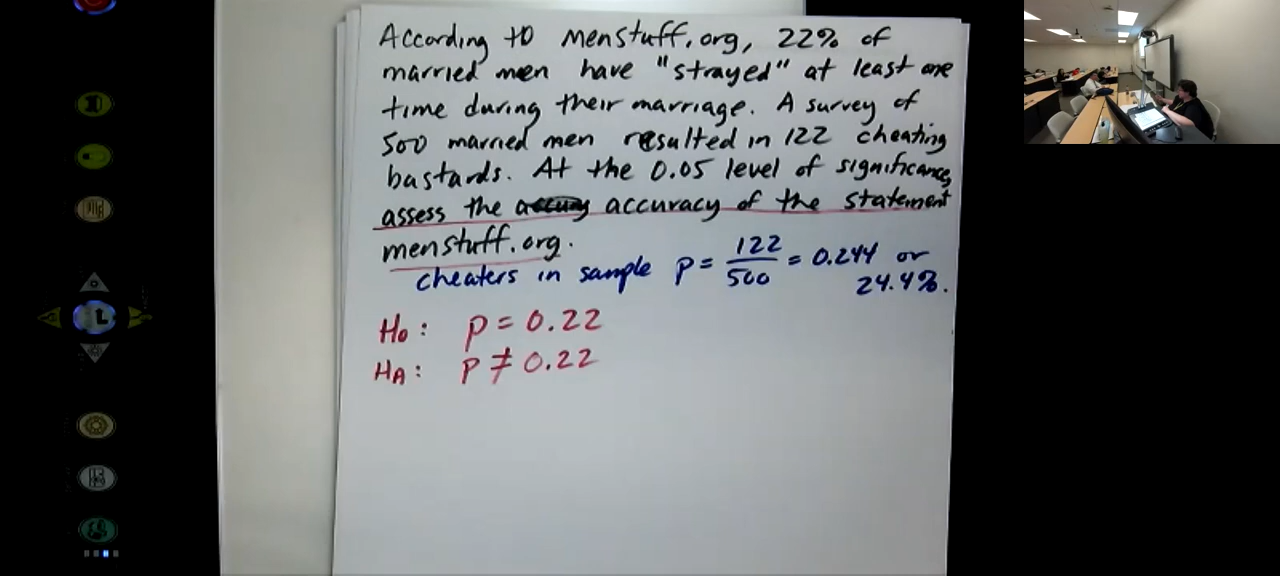 According to menstuff.org, 22% of
married men have "strayed" at least one
time during their marriage. A survey of
500 married men resulted in 122 cheating
bastards. At the 0.05 level of significance,
assess the accuracy of the statement
menstuff.org.
cheaters in sample p = 122/500 = 0.244 or
24.4%.
H0: p = 0.22
HA: p ≠ 0.22